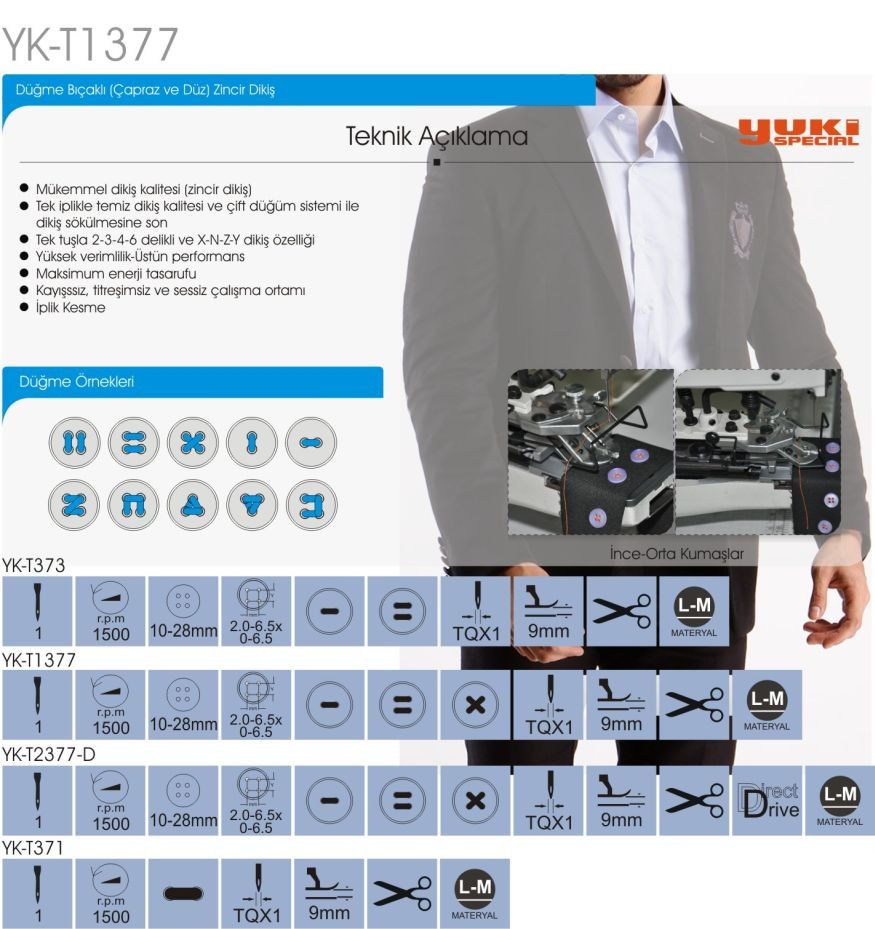 YK-T1377
Düğme Bıçaklı (Çapraz ve Düz) Zincir Dikiş
Teknik Açıklama
YUKI
SPECIAL
Mükemmel dikiş kalitesi (zincir dikiş)
Tek iplikle temiz dikiş kalitesi ve çift düğüm sistemi ile
dikiş sökülmesine son
Tek tuşla 2-3-4-6 delikli ve X-N-Z-Y dikiş özelliği
Yüksek verimlilik-Üstün performans
Maksimum enerji tasarufu
Kayışssız, titreşimsiz ve sessiz çalışma ortamı
İplik Kesme
Düğme Örnekleri
İnce-Orta Kumaşlar
YK-T373
1 r.p.m 1500 10-28mm 2.0-6.5x 0-6.5 TQX1 9mm L-M MATERYAL
YK-T1377
1 r.p.m 1500 10-28mm 2.0-6.5x 0-6.5 TQX1 9mm L-M MATERYAL
YK-T2377-D
1 r.p.m 1500 10-28mm 2.0-6.5x 0-6.5 TQX1 9mm Direct Drive L-M MATERYAL
YK-T371
1 r.p.m 1500 TQX1 9mm L-M MATERYAL